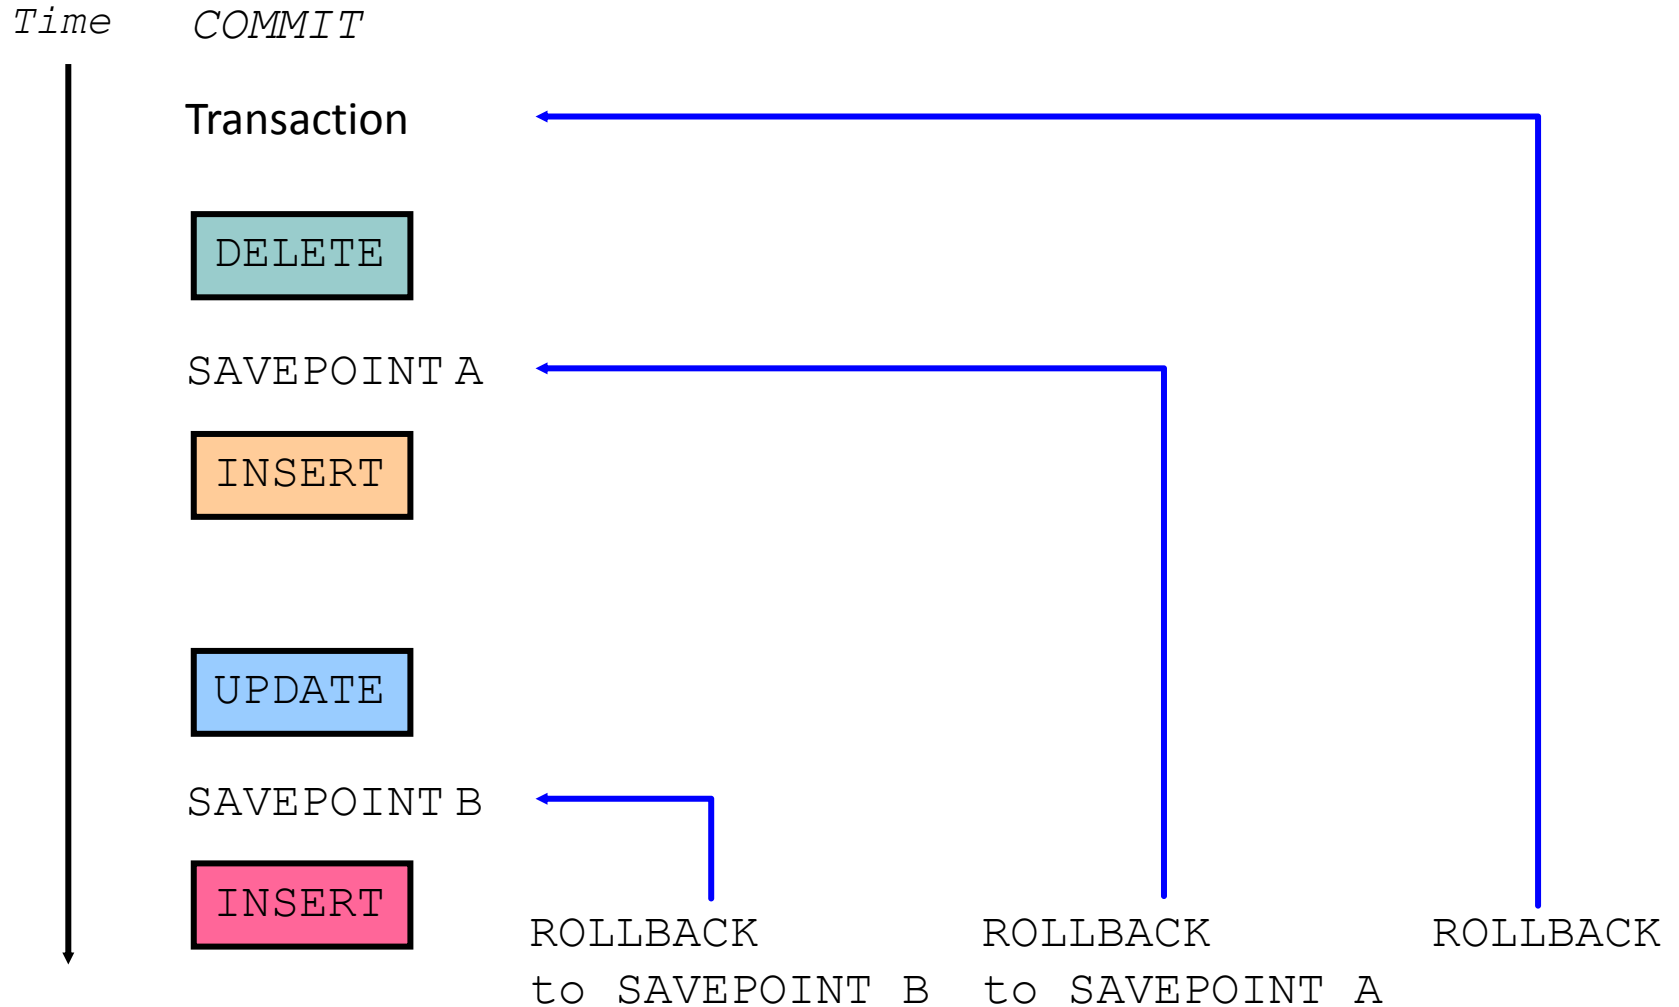 Time COMMIT
Transaction
DELETE
SAVEPOINT A
INSERT
UPDATE
SAVEPOINT B
INSERT
ROLLBACK
to SAVEPOINT B
ROLLBACK
to SAVEPOINT A
ROLLBACK